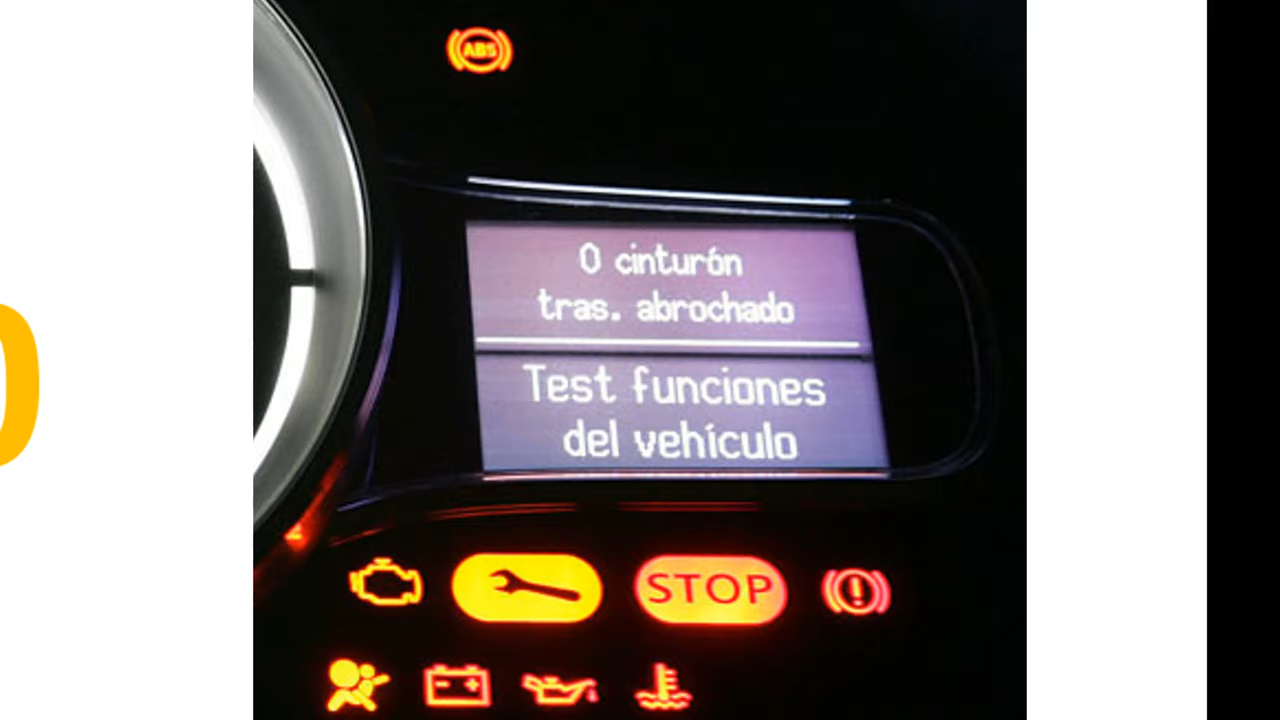 ABS
0 cinturón
tras. abrochado
Test funciones
del vehículo
STOP